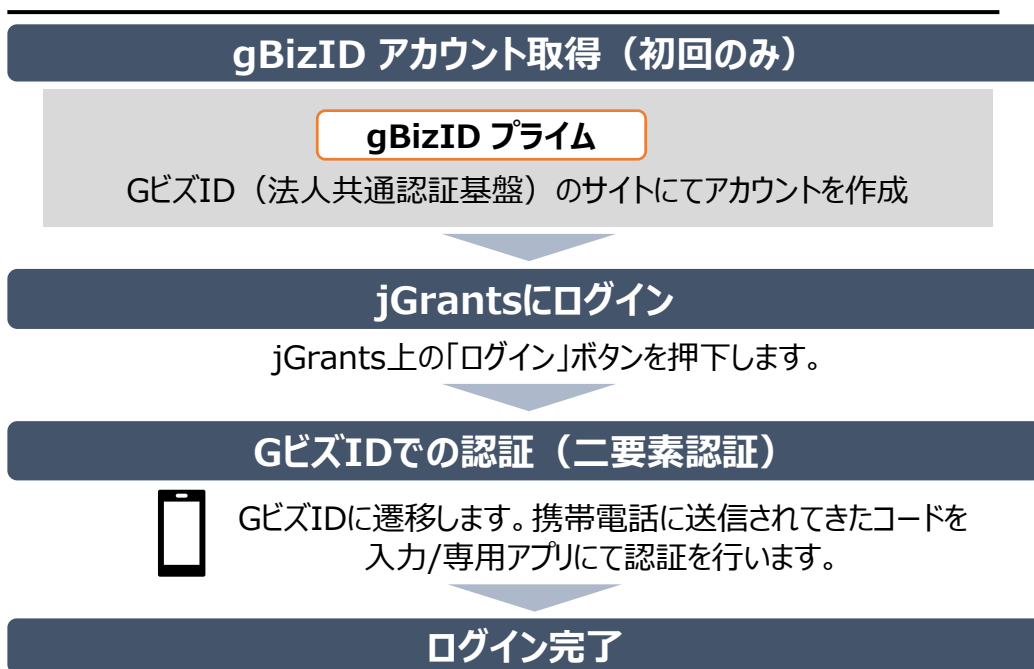 gBizID アカウント取得（初回のみ）
gBizID プライム
GビズID（法人共通認証基盤）のサイトにてアカウントを作成
jGrantsにログイン
jGrants上の「ログイン」ボタンを押下します。
GビズIDでの認証（二要素認証）
GビズIDに遷移します。携帯電話に送信されてきたコードを
入力/専用アプリにて認証を行います。
ログイン完了